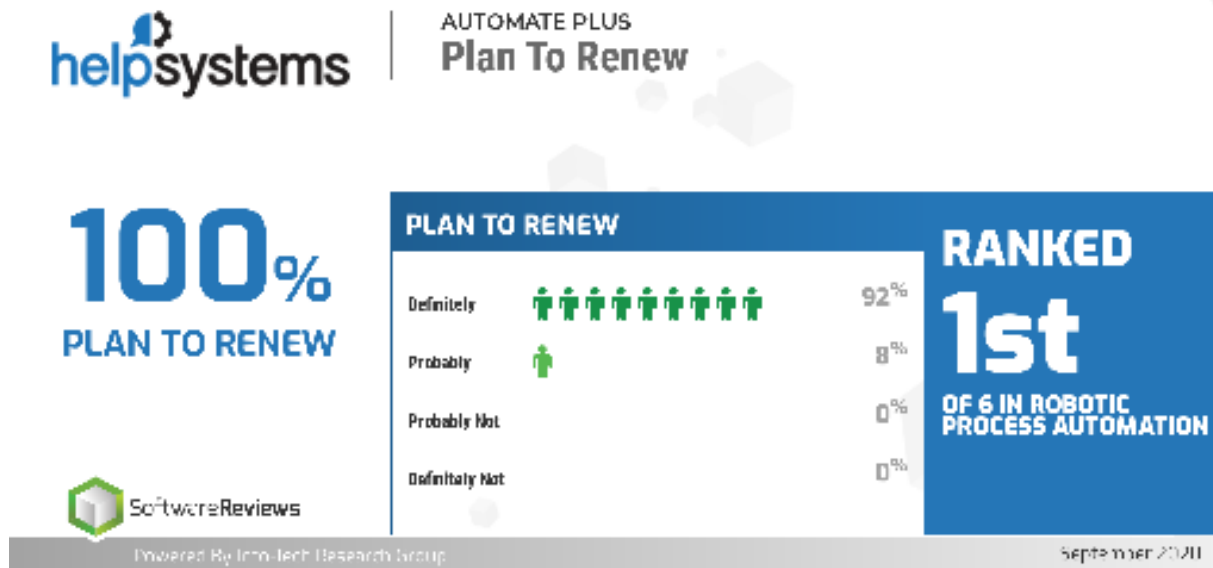 helpsystems
AUTOMATE PLUS
Plan To Renew
100%
PLAN TO RENEW
PLAN TO RENEW
Definitely 92%
Probably 8%
Probably Not 0%
Definitely Not 0%
RANKED
1st
OF 6 IN ROBOTIC
PROCESS AUTOMATION
SoftwareReviews
Powered By Info-Tech Research Group
September 2020